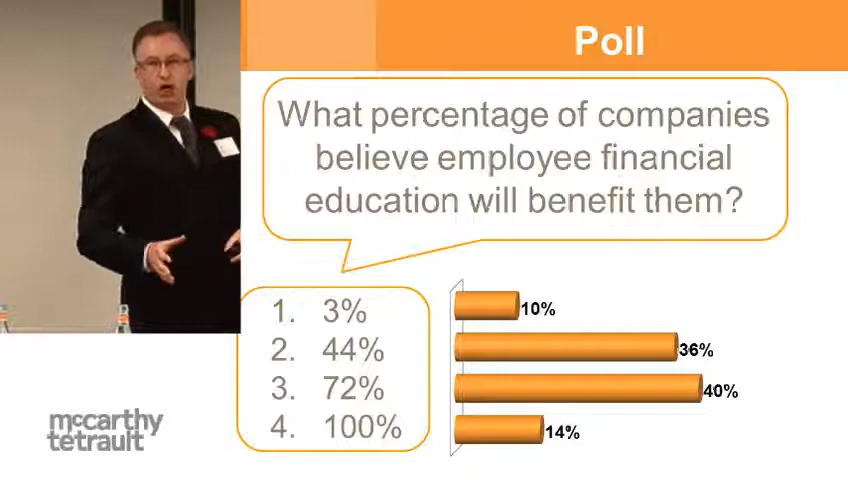 Poll
What percentage of companies
believe employee financial
education will benefit them?
1. 3%
2. 44%
3. 72%
4. 100%
10%
36%
40%
14%
mccarthy
tetrault